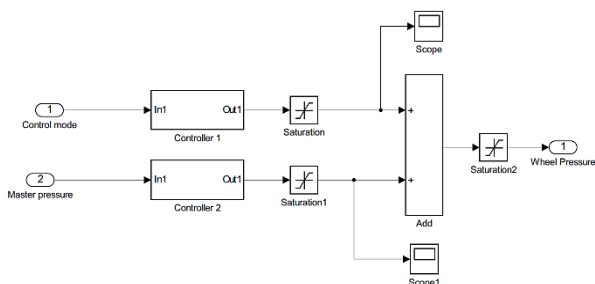 Scope
1
Control mode
In1
Out1
Controller 1
Saturation
+
2
Master pressure
In1
Out1
Controller 2
Saturation1
+
Add
Saturation2
1
Wheel Pressure
Scope1